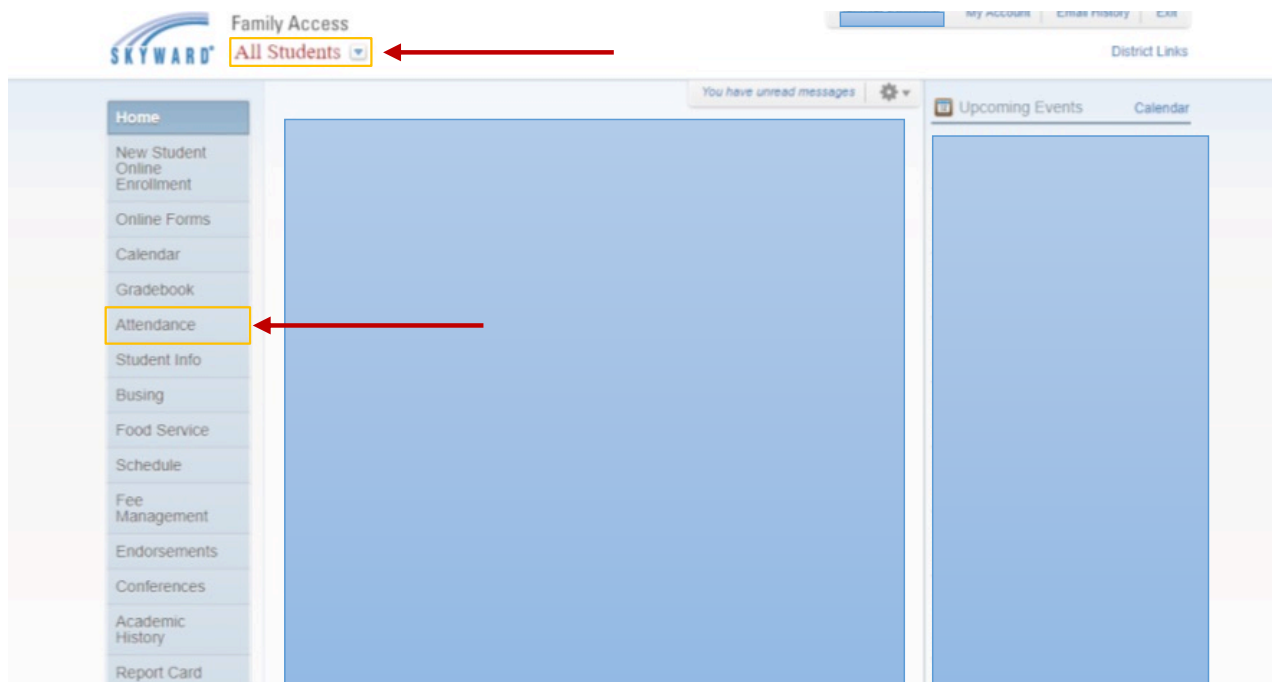 Family Access
SKYWARD®
All Students
My Account
Email History
Exit
District Links
You have unread messages
Upcoming Events
Calendar
Home
New Student
Online
Enrollment
Online Forms
Calendar
Gradebook
Attendance
Student Info
Busing
Food Service
Schedule
Fee
Management
Endorsements
Conferences
Academic
History
Report Card